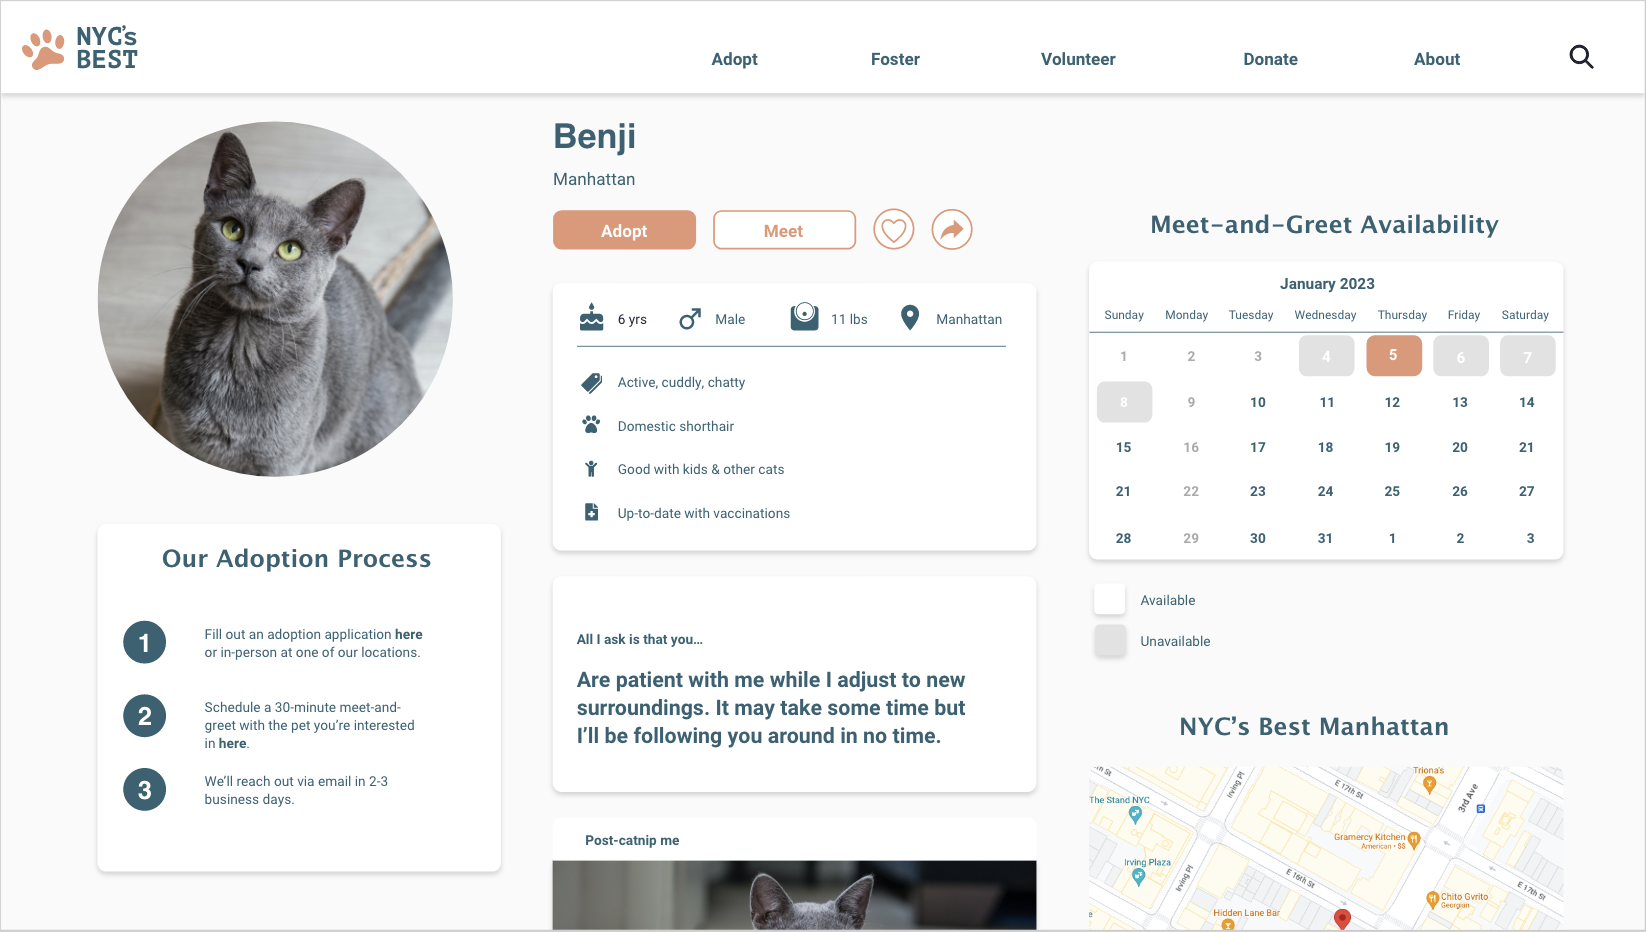 NYC's
BEST
Adopt
Foster
Volunteer
Donate
About
Benji
Manhattan
Adopt
Meet
6 yrs
Male
11 lbs
Manhattan
Active, cuddly, chatty
Domestic shorthair
Good with kids & other cats
Up-to-date with vaccinations
Our Adoption Process
1
Fill out an adoption application here
or in-person at one of our locations.
2
Schedule a 30-minute meet-and-
greet with the pet you're interested
in here.
3
We'll reach out via email in 2-3
business days.
All I ask is that you...
Are patient with me while I adjust to new
surroundings. It may take some time but
I'll be following you around in no time.
Post-catnip me
Meet-and-Greet Availability
January 2023
Sunday Monday Tuesday Wednesday Thursday Friday Saturday
1 2 3 4 5 6 7
8 9 10 11 12 13 14
15 16 17 18 19 20 21
21 22 23 24 25 26 27
28 29 30 31 1 2 3
Available
Unavailable
NYC's Best Manhattan
Triona's
Irving Pl
E 17th St
3rd Ave
The Stand NYC
Gramercy Kitchen
American • $$
Irving Plaza
Irving Pl
E 16th St
E 17th St
Chito Gvrito
Georgian
Hidden Lane Bar